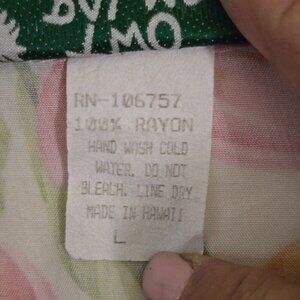 RN-106757
100% RAYON
HAND WASH COLD
WATER. DO NOT
BLEACH. LINE DRY
MADE IN HAWAII
L